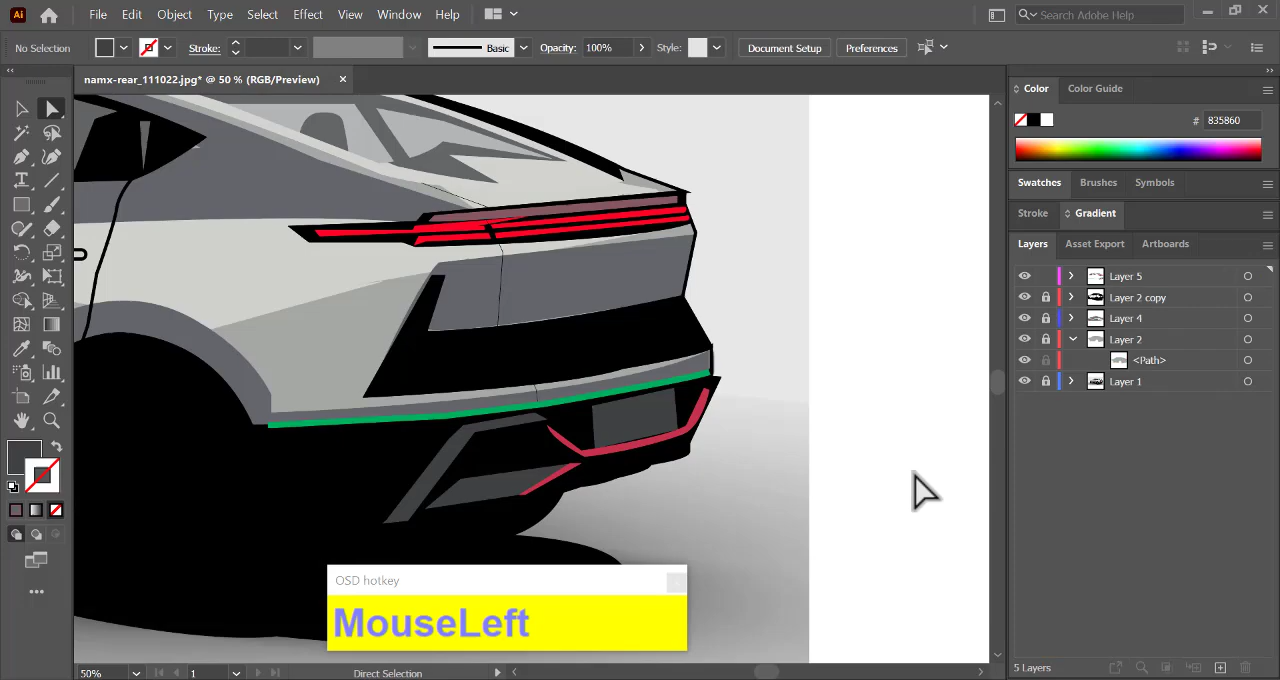 Ai File Edit Object Type Select Effect View Window Help Search Adobe Help
No Selection Stroke: Basic Opacity: 100% Style: Document Setup Preferences
namx-rear_111022.jpg* @ 50 % (RGB/Preview)
Color Color Guide
# 835860
Swatches Brushes Symbols
Stroke Gradient
Layers Asset Export Artboards
Layer 5
Layer 2 copy
Layer 4
Layer 2
<Path>
Layer 1
OSD hotkey
MouseLeft
50% 1 Direct Selection
5 Layers